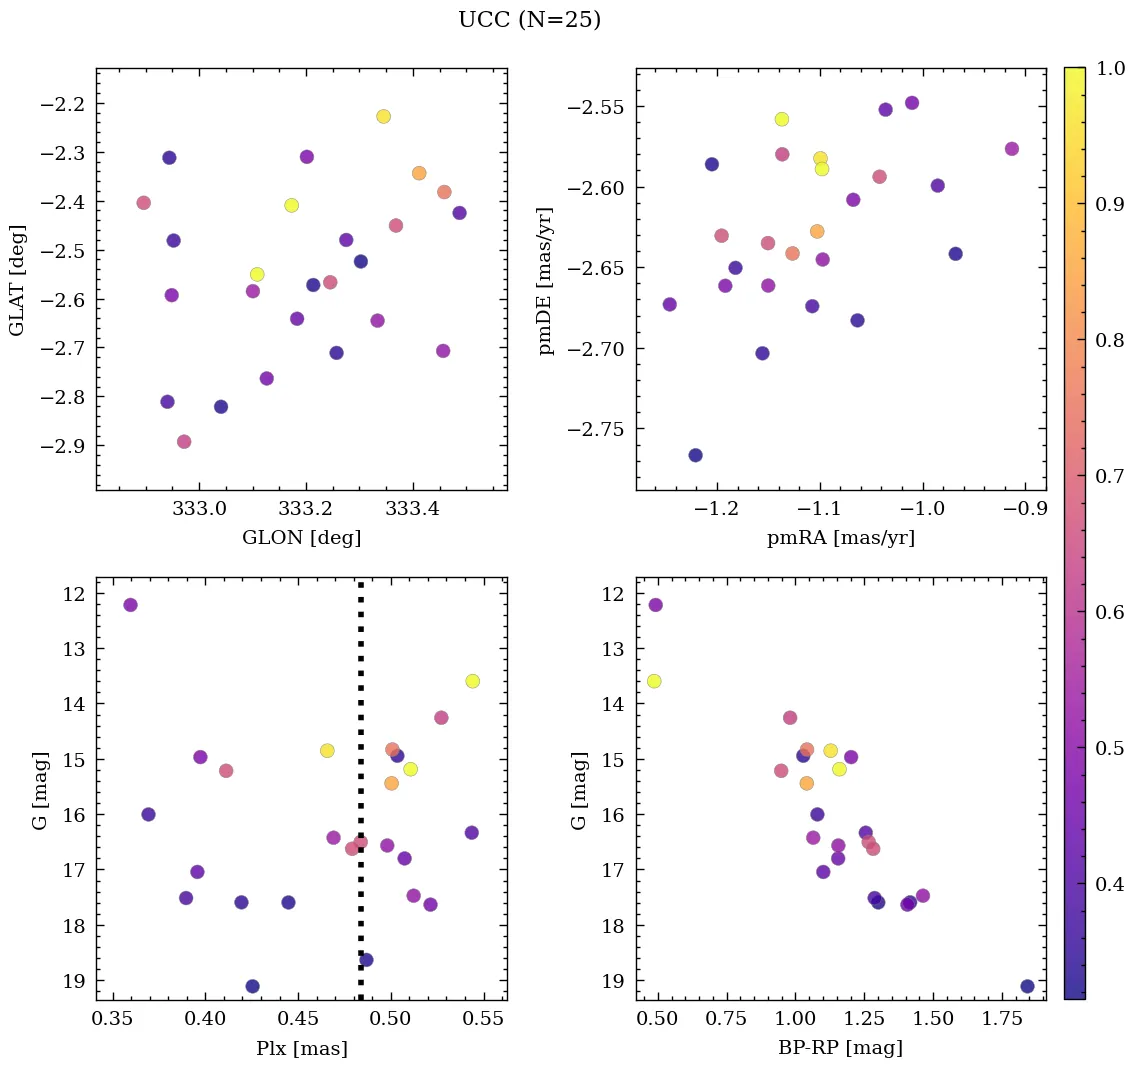 UCC (N=25)
−2.2
−2.3
−2.4
−2.5
−2.6
−2.7
−2.8
−2.9
GLAT [deg]
333.0 333.2 333.4
GLON [deg]
−2.55
−2.60
−2.65
−2.70
−2.75
pmDE [mas/yr]
−1.2 −1.1 −1.0 −0.9
pmRA [mas/yr]
1.0
0.9
0.8
0.7
0.6
0.5
0.4
12
13
14
15
16
17
18
19
G [mag]
0.35 0.40 0.45 0.50 0.55
Plx [mas]
12
13
14
15
16
17
18
19
G [mag]
0.50 0.75 1.00 1.25 1.50 1.75
BP-RP [mag]